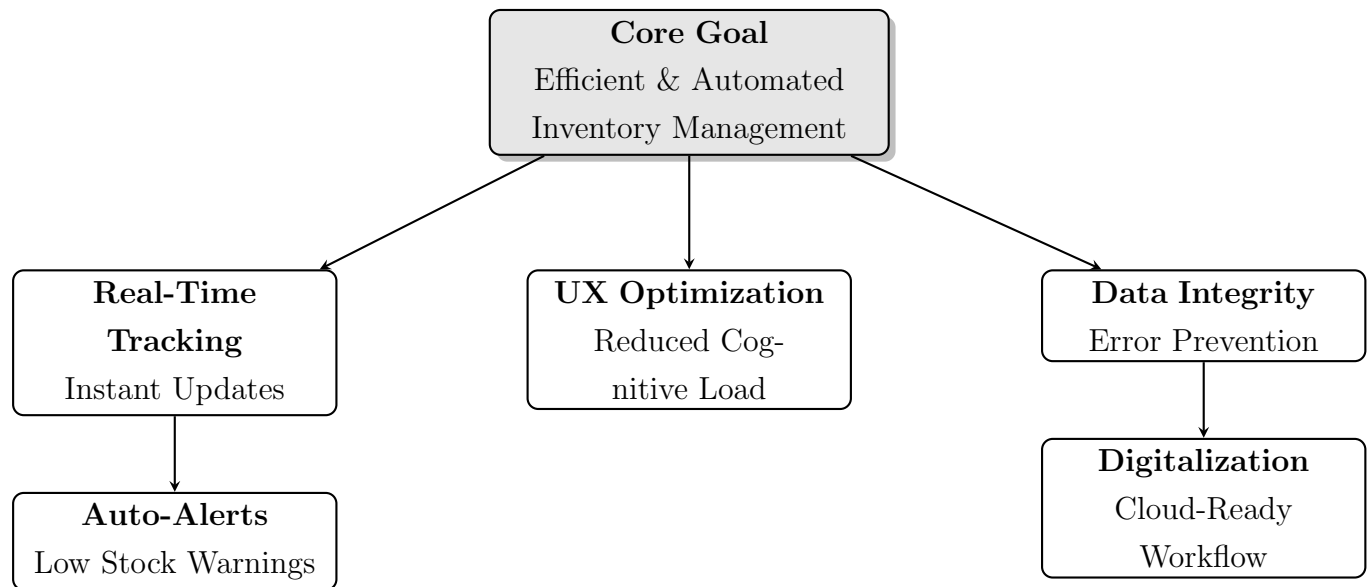 Core Goal
Efficient & Automated
Inventory Management
Real-Time
Tracking
Instant Updates
UX Optimization
Reduced Cog-
nitive Load
Data Integrity
Error Prevention
Auto-Alerts
Low Stock Warnings
Digitalization
Cloud-Ready
Workflow